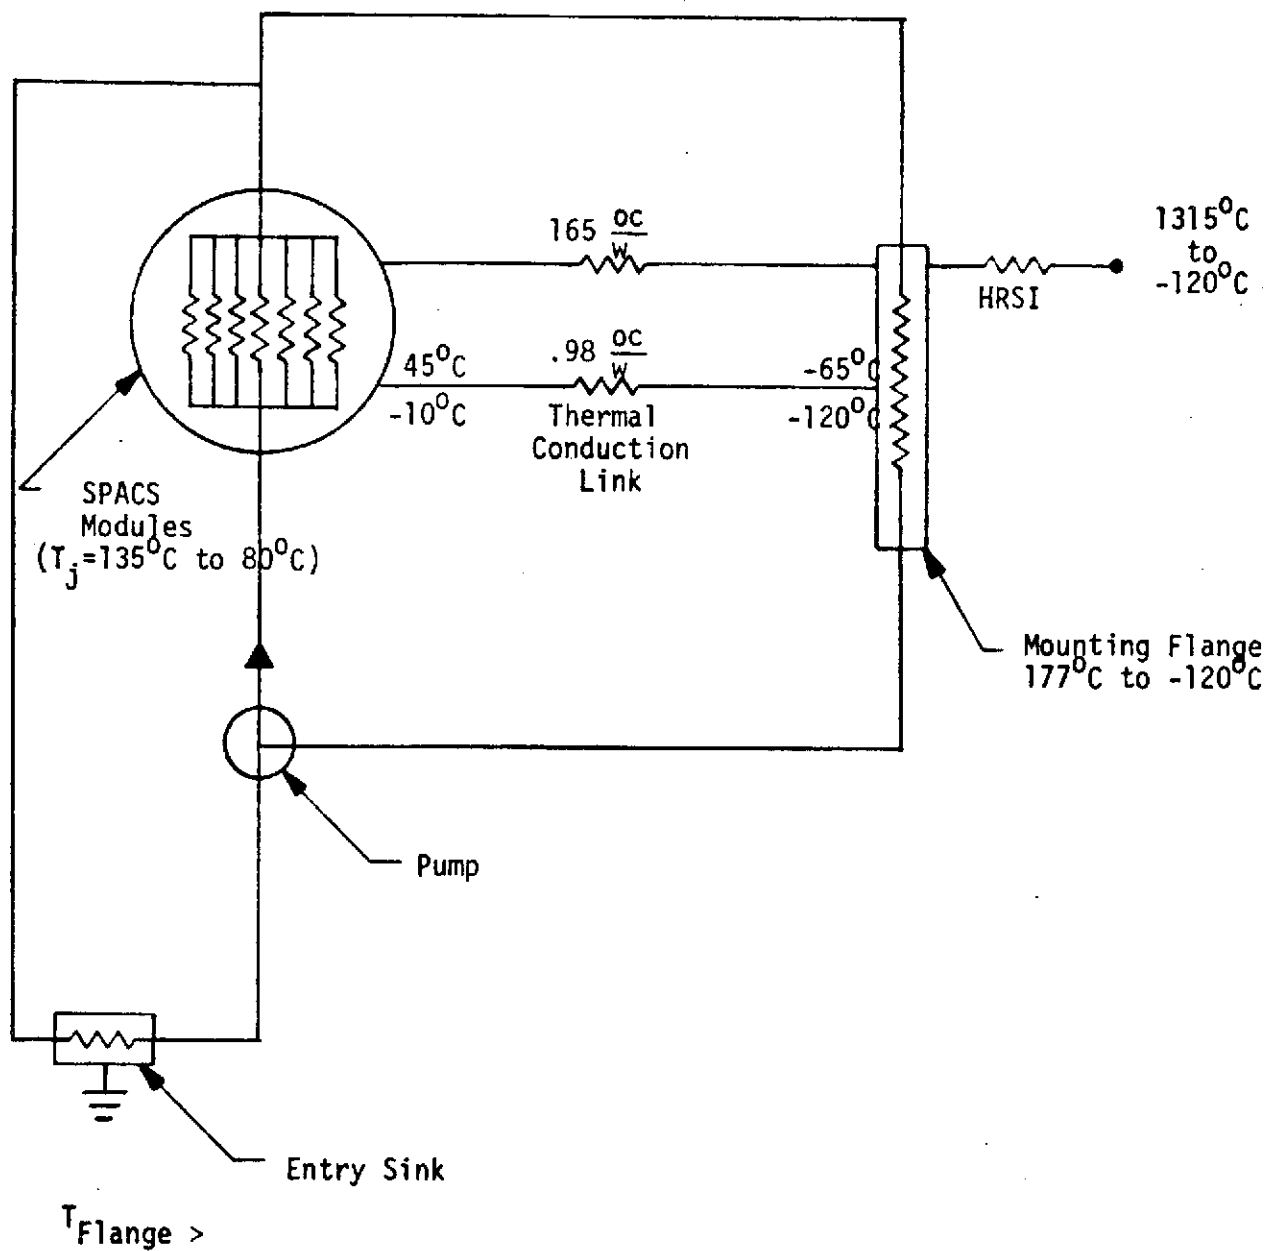 165 °C/W
1315°C
to
-120°C
HRSI
.98 °C/W
45°C
-65°C
-10°C
-120°C
Thermal
Conduction
Link
SPACS
Modules
(Tj=135°C to 80°C)
Mounting Flange
177°C to -120°C
Pump
Entry Sink
TFlange >